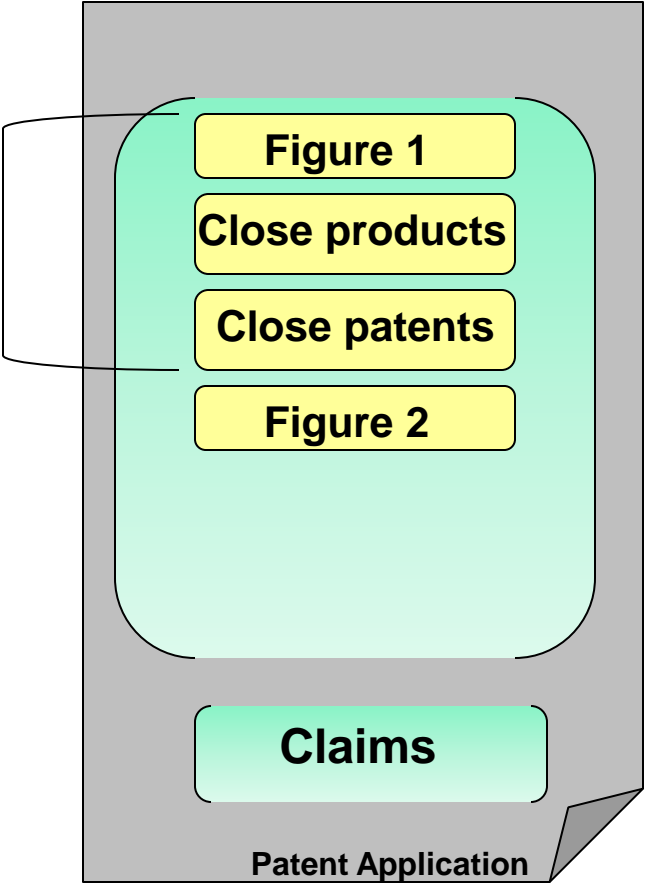 Figure 1
Close products
Close patents
Figure 2
Claims
Patent Application